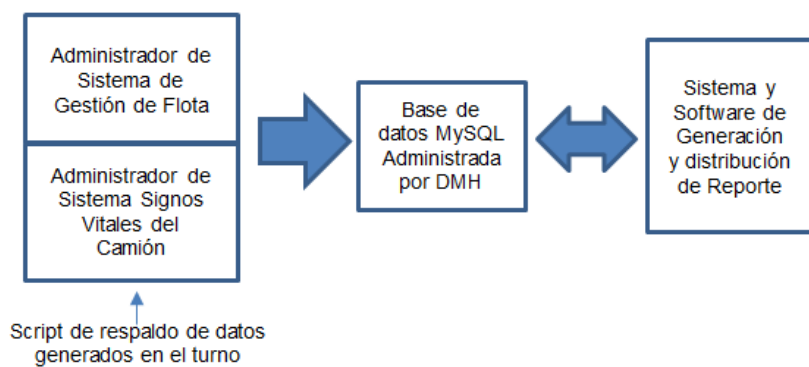 Administrador de
Sistema de
Gestión de Flota
Administrador de
Sistema Signos
Vitales del
Camión
Script de respaldo de datos
generados en el turno
Base de
datos MySQL
Administrada
por DMH
Sistema y
Software de
Generación
y distribución
de Reporte